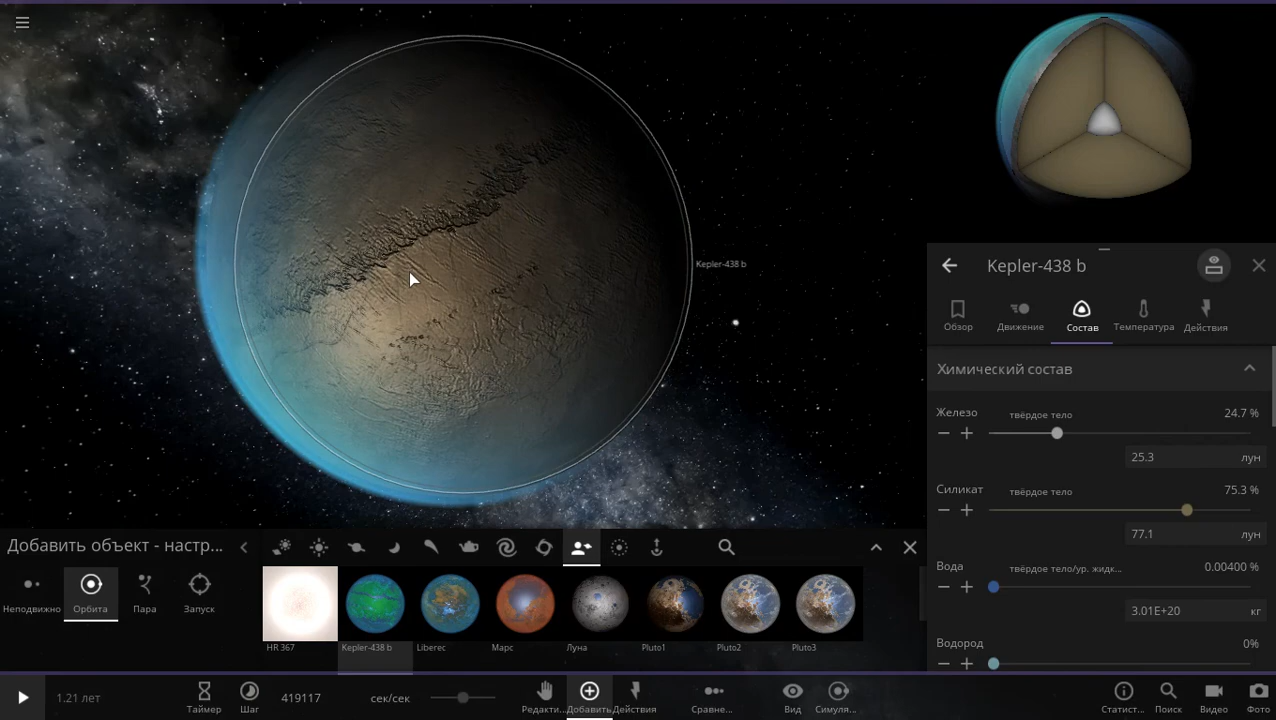 Kepler-438 b
Kepler-438 b
Обзор
Движение
Состав
Температура
Действия
Химический состав
Железо твёрдое тело 24.7 %
25.3 лун
Силикат твёрдое тело 75.3 %
77.1 лун
Вода твёрдое тело/ур. жидк... 0.00400 %
3.01E+20 кг
Водород 0%
Добавить объект - настр...
Неподвижно
Орбита
Пара
Запуск
HR 367
Kepler-438 b
Liberec
Марс
Луна
Pluto1
Pluto2
Pluto3
1.21 лет
Таймер
Шаг
419117 сек/сек
Редакти...
Добавить
Действия
Сравне...
Вид
Симуля...
Статист...
Поиск
Видео
Фото